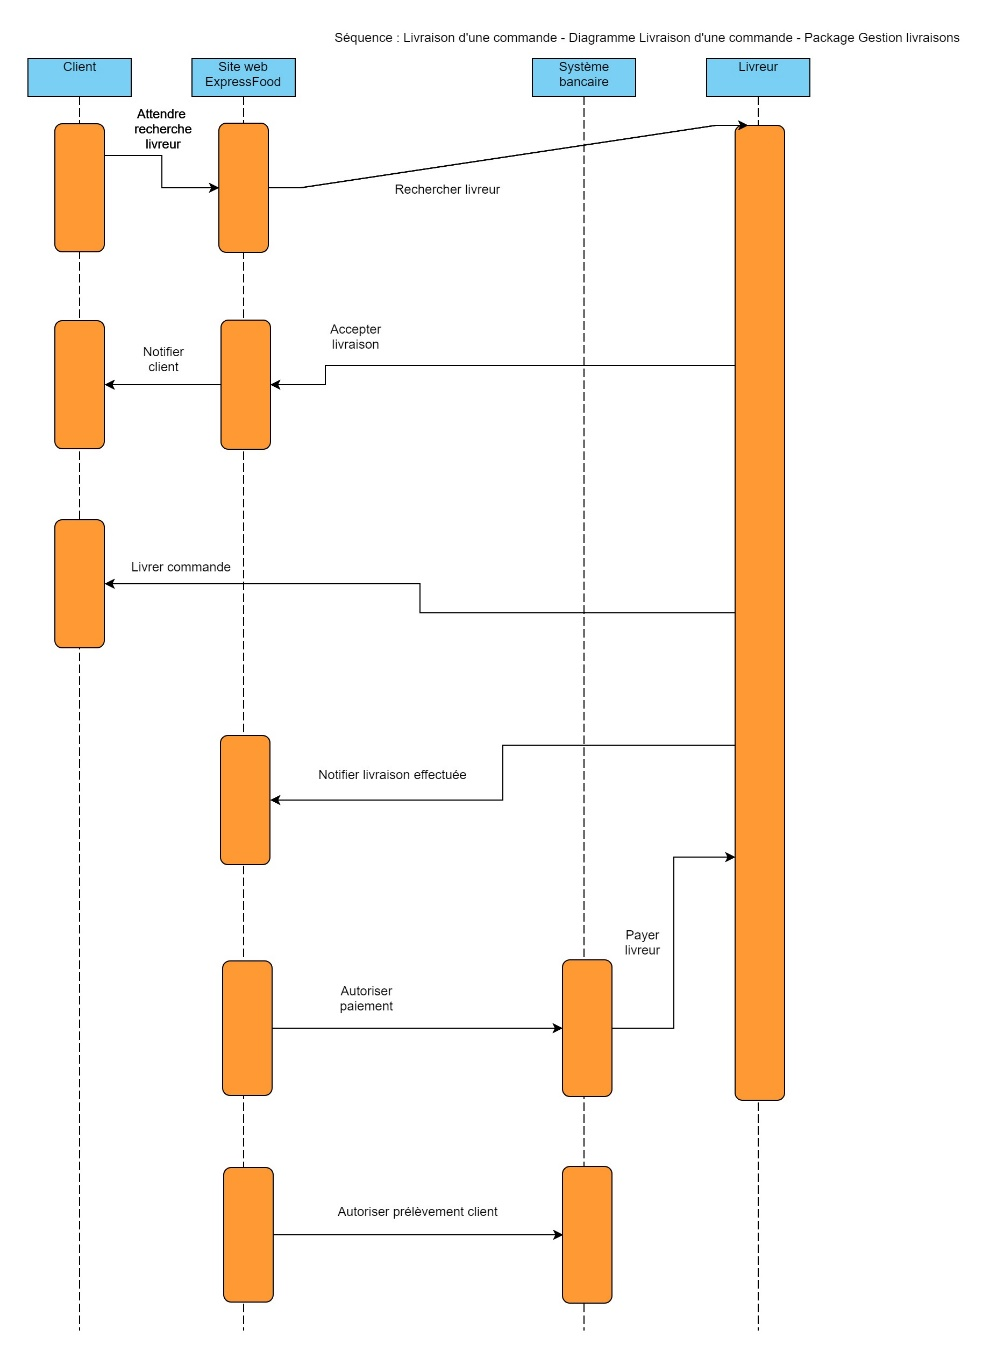 Séquence : Livraison d'une commande - Diagramme Livraison d'une commande - Package Gestion livraisons
Client
Site web
ExpressFood
Système
bancaire
Livreur
Attendre
recherche
livreur
Rechercher livreur
Accepter
livraison
Notifier
client
Livrer commande
Notifier livraison effectuée
Payer
livreur
Autoriser
paiement
Autoriser prélèvement client